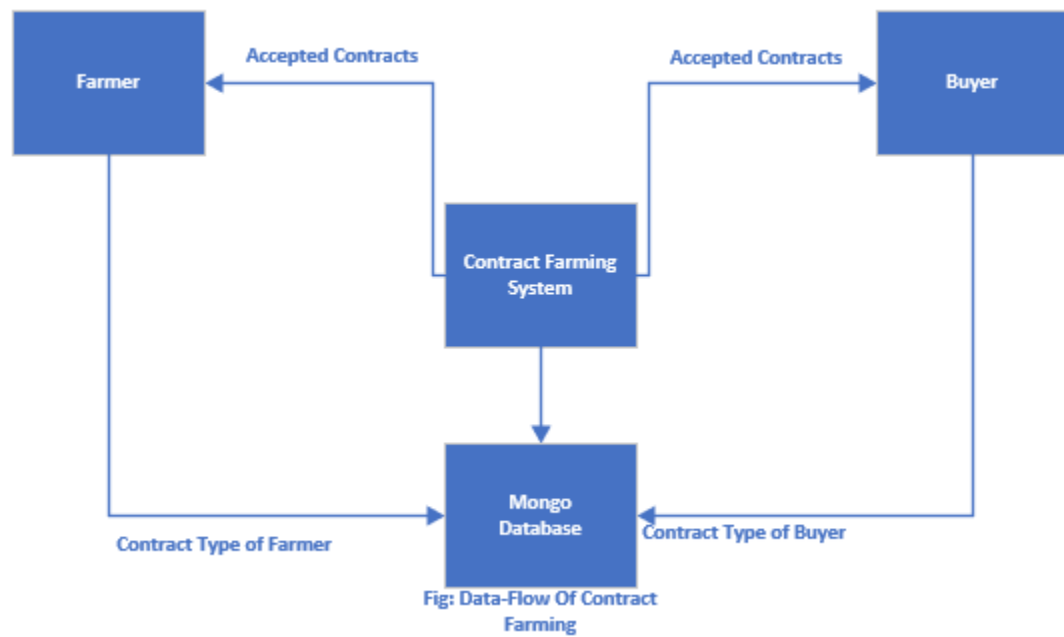 Accepted Contracts
Accepted Contracts
Farmer
Buyer
Contract Farming
System
Mongo
Database
Contract Type of Farmer
Contract Type of Buyer
Fig: Data-Flow Of Contract
Farming